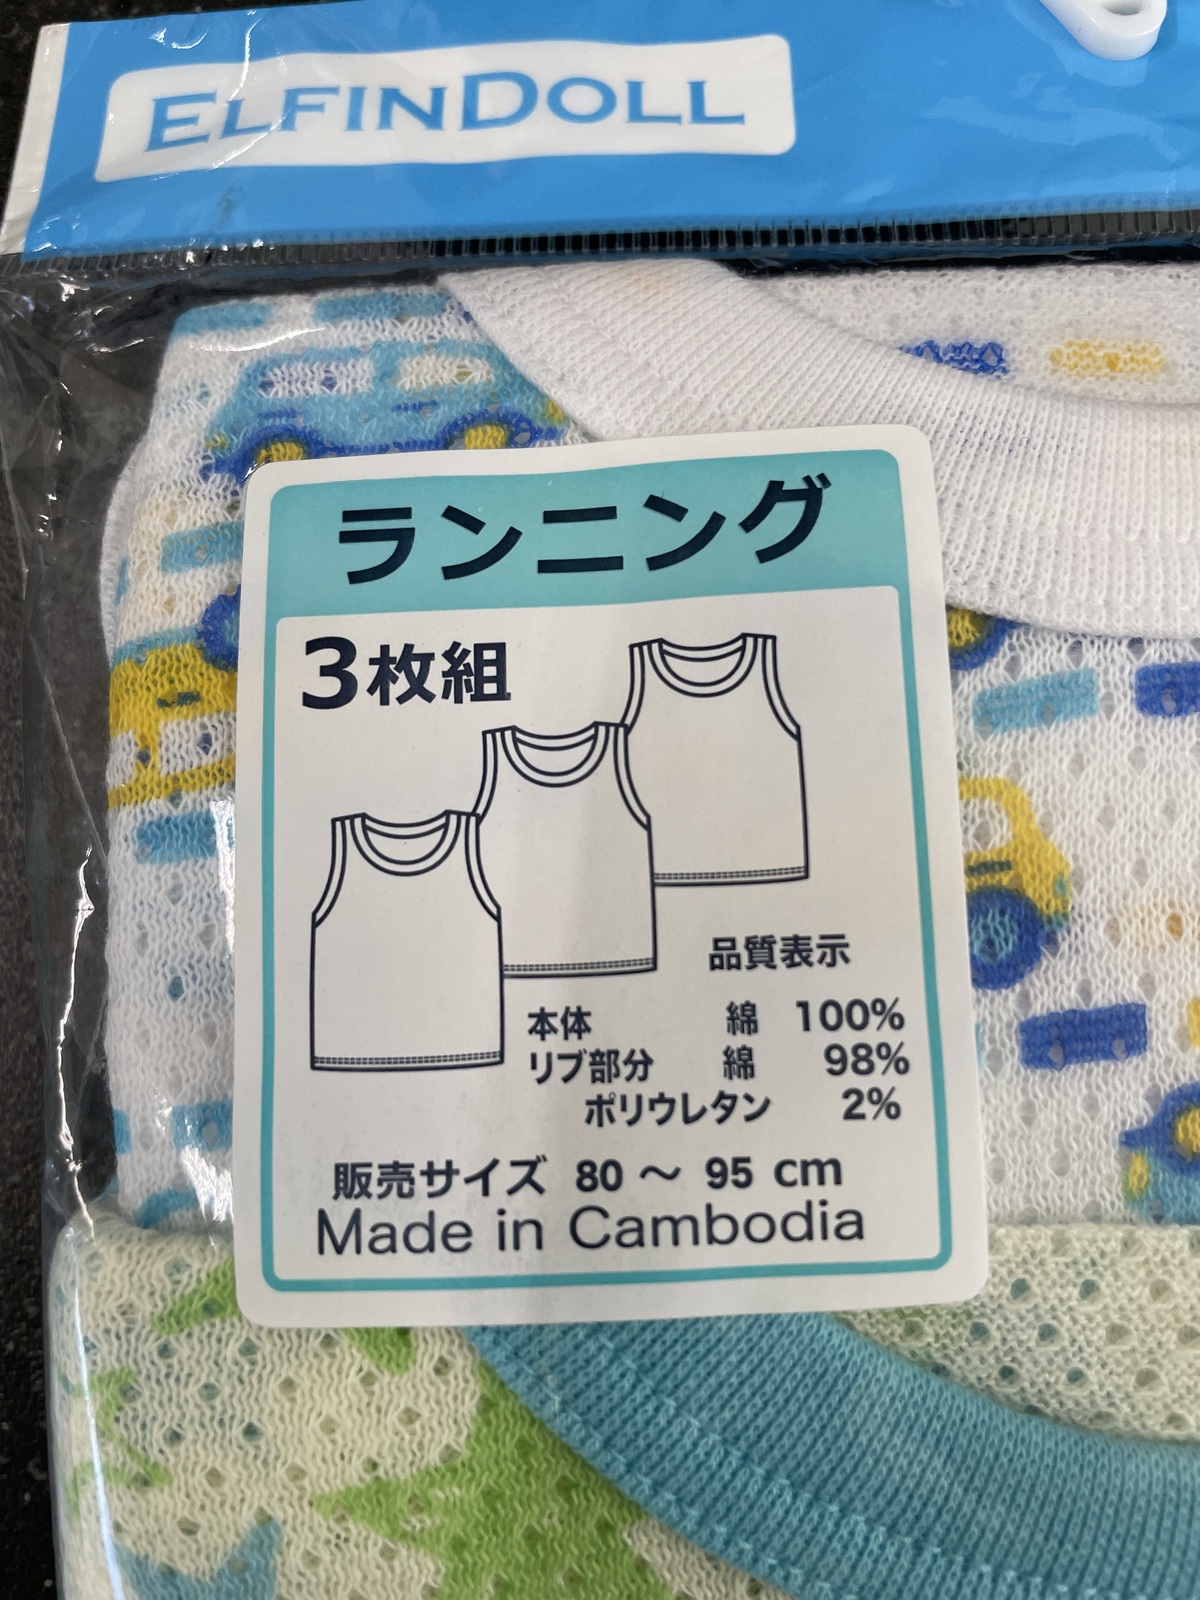 ELFINDOLL
ランニング
3枚組
品質表示
本体 綿 100%
リブ部分 綿 98%
ポリウレタン 2%
販売サイズ 80 ～ 95 cm
Made in Cambodia